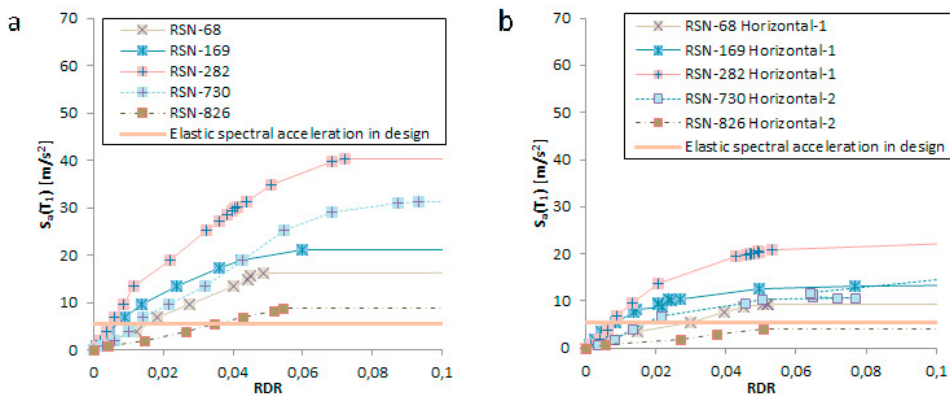 a
70
60
50
40
30
20
10
0
Sa(T1) [m/s²]
RSN-68
RSN-169
RSN-282
RSN-730
RSN-826
Elastic spectral acceleration in design
0 0,02 0,04 0,06 0,08 0,1
RDR
b
70
60
50
40
30
20
10
0
Sa(T1) [m/s²]
RSN-68 Horizontal-1
RSN-169 Horizontal-1
RSN-282 Horizontal-1
RSN-730 Horizontal-2
RSN-826 Horizontal-2
Elastic spectral acceleration in design
0 0,02 0,04 0,06 0,08 0,1
RDR